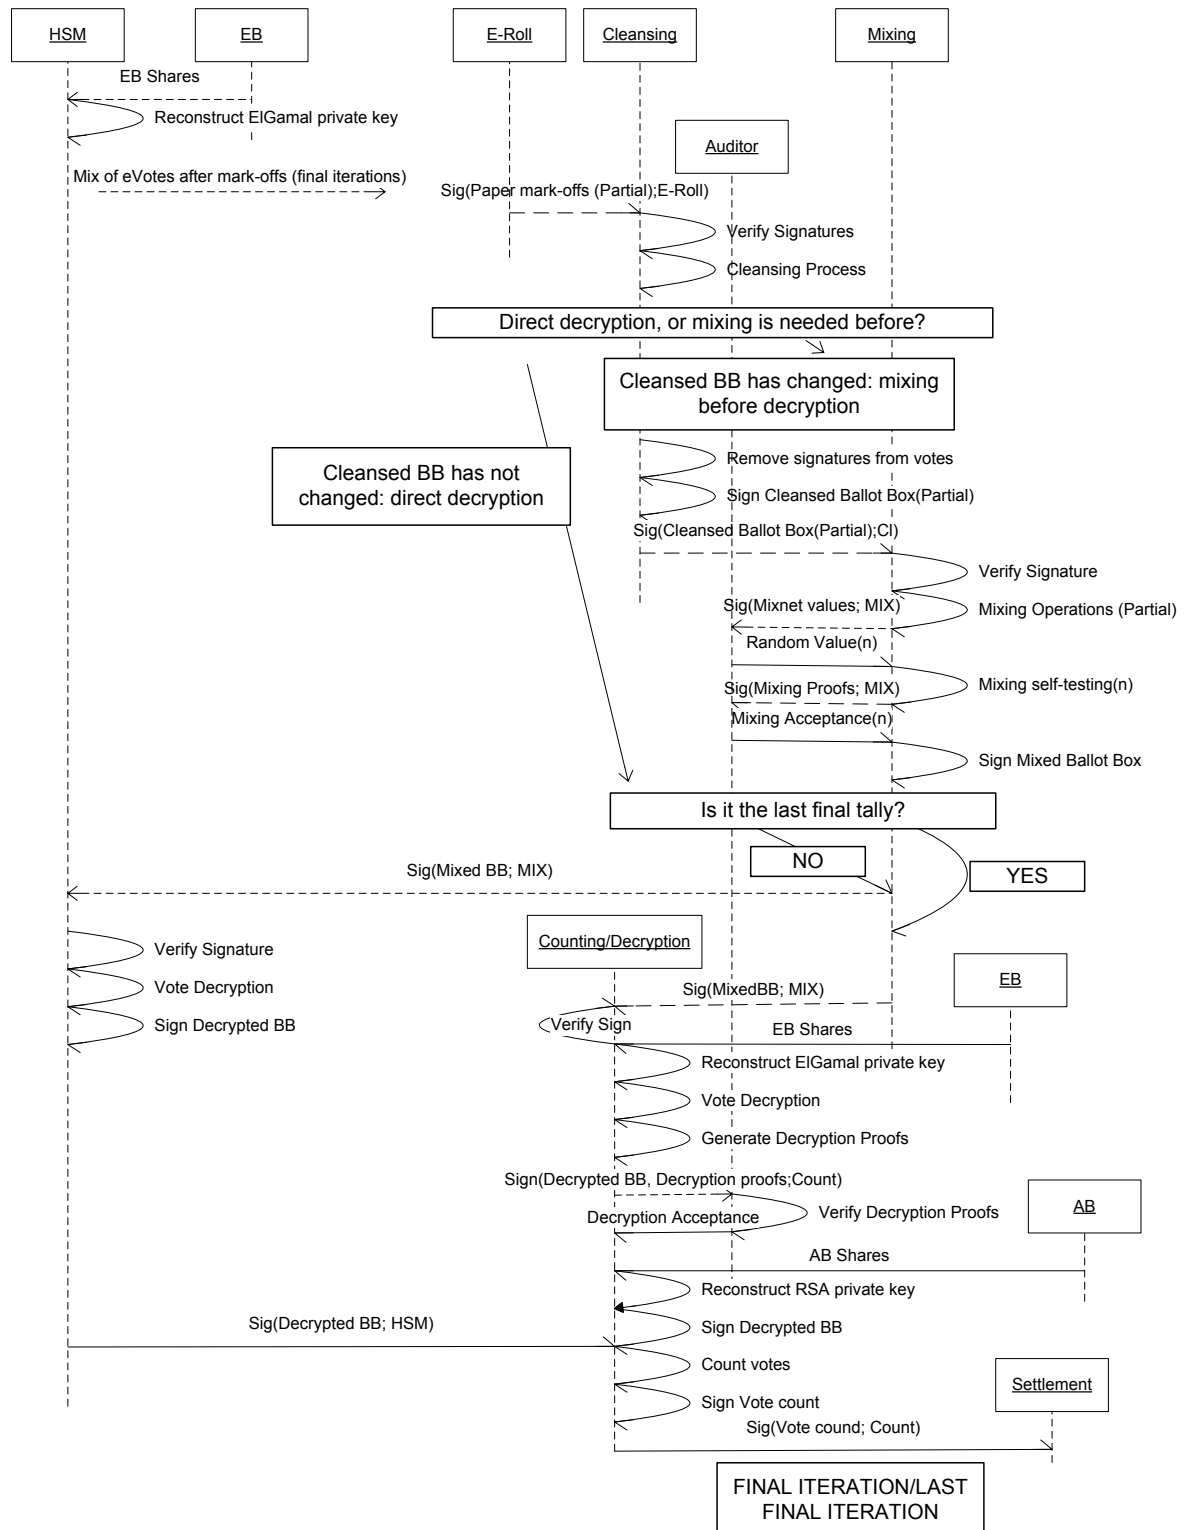 HSM
EB
E-Roll
Cleansing
Mixing
EB Shares
Reconstruct ElGamal private key
Auditor
Mix of eVotes after mark-offs (final iterations)
Sig(Paper mark-offs (Partial);E-Roll)
Verify Signatures
Cleansing Process
Direct decryption, or mixing is needed before?
Cleansed BB has changed: mixing
before decryption
Cleansed BB has not
changed: direct decryption
Remove signatures from votes
Sign Cleansed Ballot Box(Partial)
Sig(Cleansed Ballot Box(Partial);Cl)
Verify Signature
Sig(Mixnet values; MIX)
Mixing Operations (Partial)
Random Value(n)
Mixing self-testing(n)
Sig(Mixing Proofs; MIX)
Mixing Acceptance(n)
Sign Mixed Ballot Box
Is it the last final tally?
NO
YES
Sig(Mixed BB; MIX)
Counting/Decryption
Verify Signature
Vote Decryption
Sign Decrypted BB
EB
Sig(MixedBB; MIX)
Verify Sign
EB Shares
Reconstruct ElGamal private key
Vote Decryption
Generate Decryption Proofs
Sign(Decrypted BB, Decryption proofs;Count)
Verify Decryption Proofs
Decryption Acceptance
AB
AB Shares
Reconstruct RSA private key
Sig(Decrypted BB; HSM)
Sign Decrypted BB
Count votes
Settlement
Sign Vote count
Sig(Vote cound; Count)
FINAL ITERATION/LAST
FINAL ITERATION